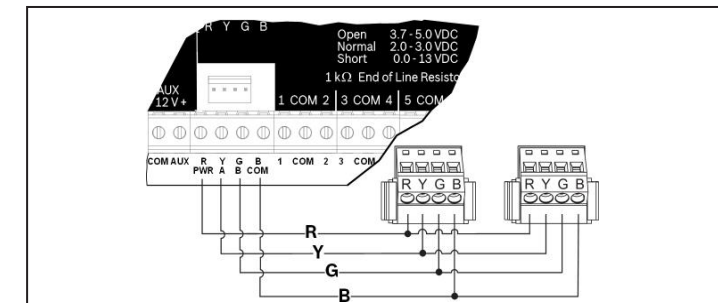 R Y G B
Open 3.7 - 5.0 VDC
Normal 2.0 - 3.0 VDC
Short 0.0 - 13 VDC
1 kΩ End of Line Resisto
AUX
12 V +
1 COM 2 3 COM 4 5 COM
COM AUX R Y G B 1 COM 2 3 COM
PWR A B COM
R Y G B
R Y G B
R
Y
G
B